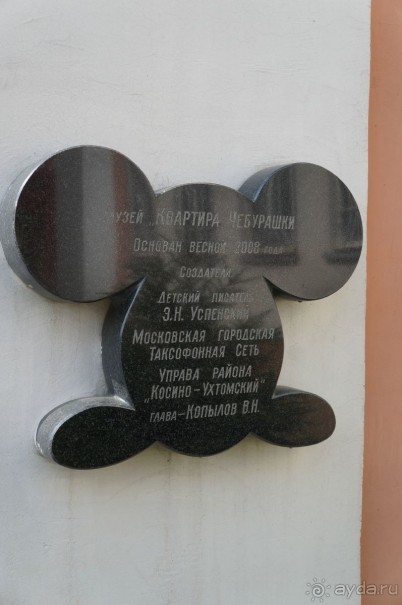 Музей „Квартира Чебурашки
Основан весной 2008 года
Создатели:
Детский писатель
Э.Н. Успенский
Московская городская
таксофонная сеть
Управа района
„Косино-Ухтомский"
глава-Копылов В.Н.
ayda.ru